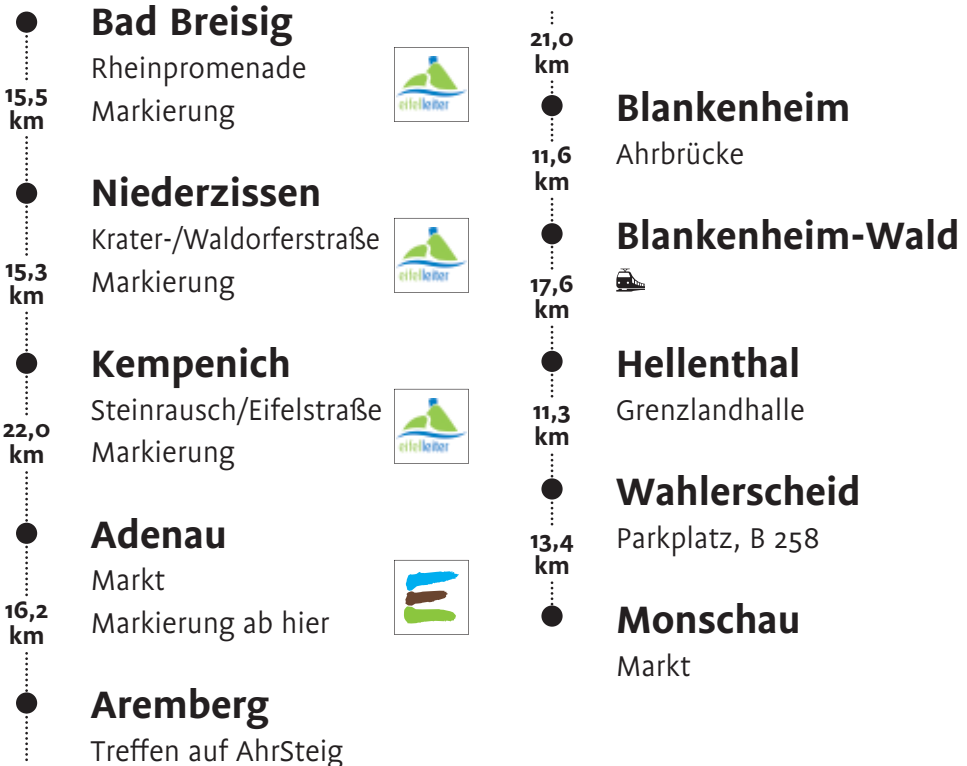 Bad Breisig
Rheinpromenade
Markierung
eifelleiter
15,5
km
Niederzissen
Krater-/Waldorferstraße
Markierung
eifelleiter
15,3
km
Kempenich
Steinrausch/Eifelstraße
Markierung
eifelleiter
22,0
km
Adenau
Markt
Markierung ab hier
16,2
km
Aremberg
Treffen auf AhrSteig
21,0
km
Blankenheim
Ahrbrücke
11,6
km
Blankenheim-Wald
17,6
km
Hellenthal
Grenzlandhalle
11,3
km
Wahlerscheid
Parkplatz, B 258
13,4
km
Monschau
Markt